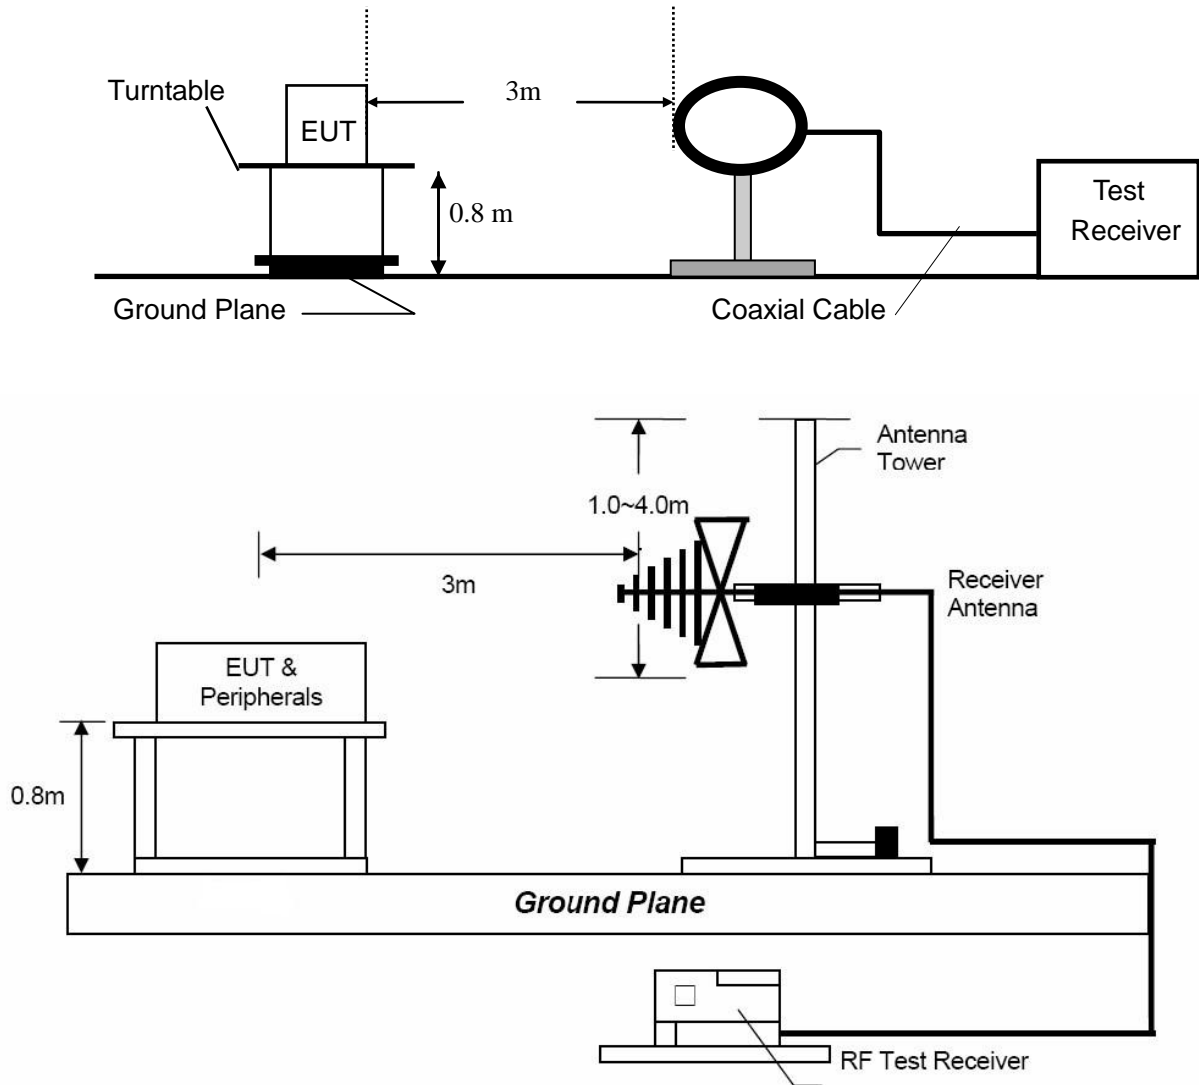 Turntable
3m
EUT
0.8 m
Test
Receiver
Ground Plane
Coaxial Cable
Antenna
Tower
1.0~4.0m
3m
Receiver
Antenna
EUT &
Peripherals
0.8m
Ground Plane
RF Test Receiver